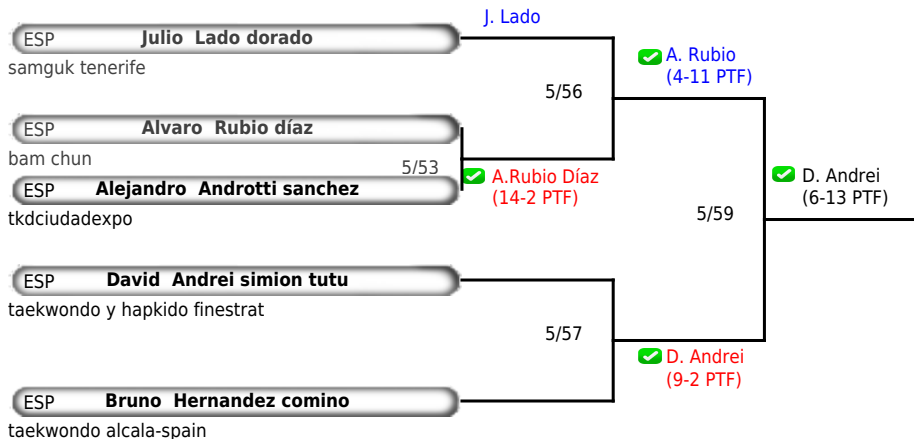 J. Lado
ESP Julio Lado dorado
samguk tenerife
A. Rubio
(4-11 PTF)
5/56
ESP Alvaro Rubio díaz
bam chun
5/53
A.Rubio Díaz
(14-2 PTF)
ESP Alejandro Androtti sanchez
tkdciudadexpo
D. Andrei
(6-13 PTF)
5/59
ESP David Andrei simion tutu
taekwondo y hapkido finestrat
5/57
D. Andrei
(9-2 PTF)
ESP Bruno Hernandez comino
taekwondo alcala-spain